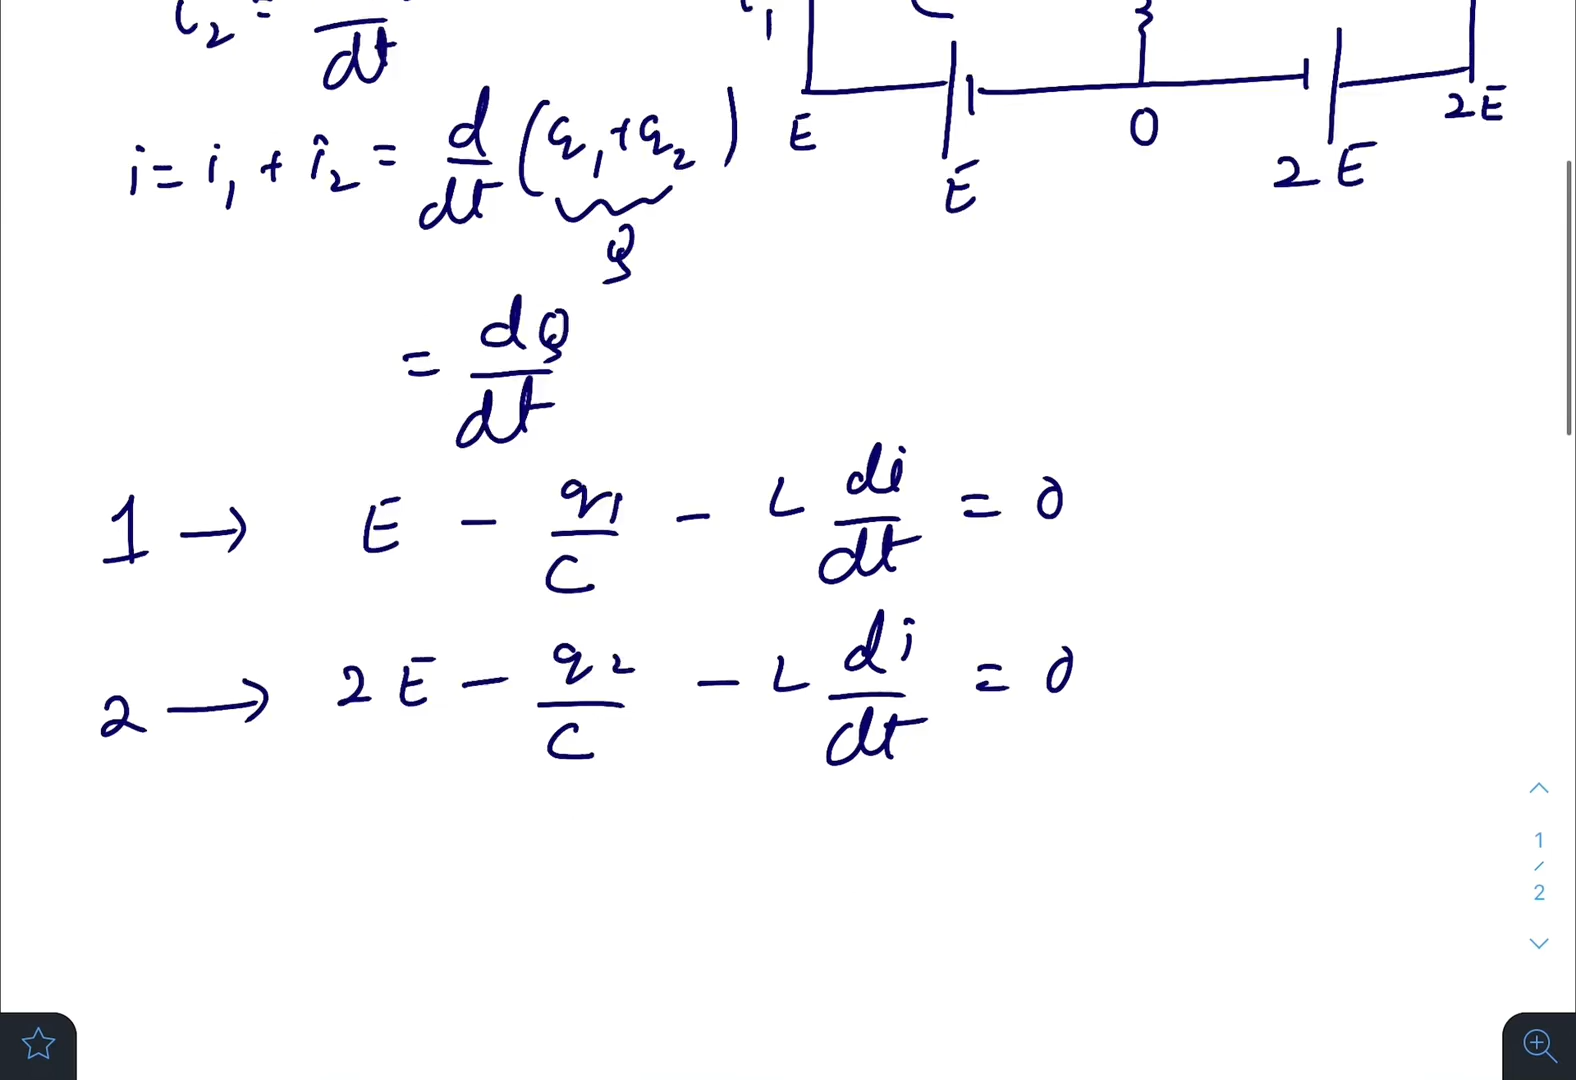 i₂ =
dt
i = i₁ + i₂ = d/dt (q₁+q₂)
Q
= dQ/dt
1 → E - q₁/C - L di/dt = 0
2 → 2E - q₂/C - L di/dt = 0
i₁
E
E
0
2E
2E
1
/
2